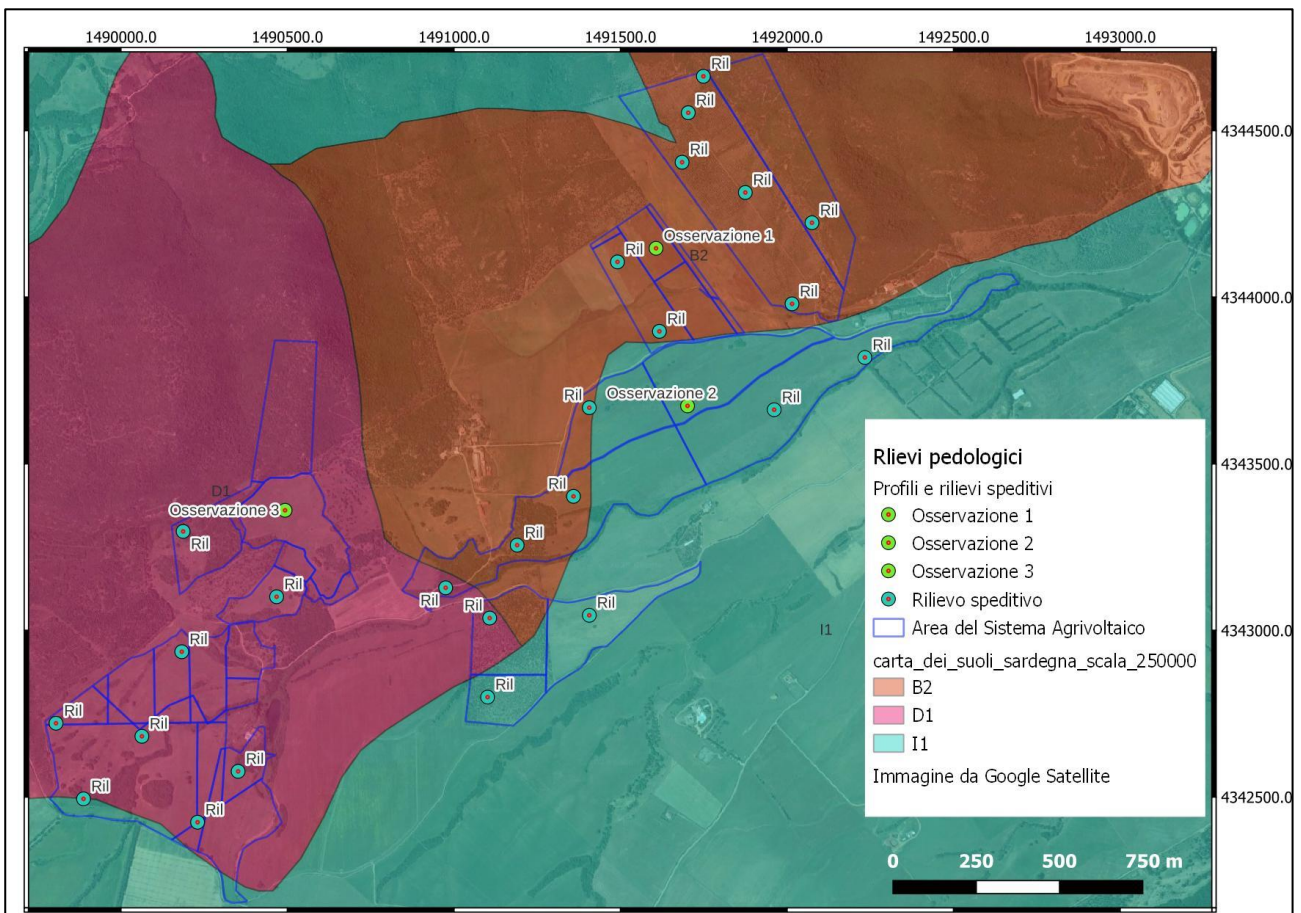 1490000.0 1490500.0 1491000.0 1491500.0 1492000.0 1492500.0 1493000.0
Ril
Ril
4344500.0
Ril
Ril
Ril
Osservazione 1
Ril
B2
Ril
4344000.0
Ril
Ril
Osservazione 2
Ril
Ril
4343500.0
D1
Ril
Osservazione 3
Ril
Ril
Ril
Ril
Ril
Ril
4343000.0
I1
Ril
Ril
Ril
Ril
Ril
Ril
4342500.0
Ril
Rlievi pedologici
Profili e rilievi speditivi
Osservazione 1
Osservazione 2
Osservazione 3
Rilievo speditivo
Area del Sistema Agrivoltaico
carta_dei_suoli_sardegna_scala_250000
B2
D1
I1
Immagine da Google Satellite
0 250 500 750 m